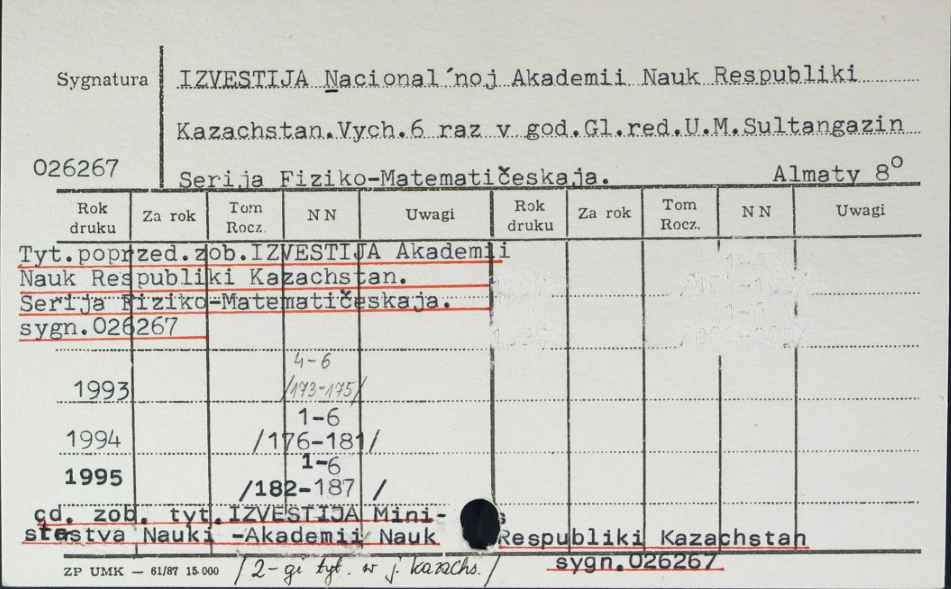 Sygnatura
IZVESTIJA Nacional´noj Akademii Nauk Respubliki
Kazachstan.Vych.6 raz v god.Gl.red.U.M.Sultangazin
026267
Serija Fiziko-Matematičeskaja. Almaty 8°
Rok druku Za rok Tom Rocz. N N Uwagi Rok druku Za rok Tom Rocz. N N Uwagi
Tyt.poprzed.zob.IZVESTIJA Akademii
Nauk Respubliki Kazachstan.
Serija Fiziko-Matematičeskaja.
sygn.026267
4-6
1993 /173-175/
1-6
1994 /176-181/
1-6
1995 /182-187 /
cd. zob. tyt.IZVESTIJA Mini- s
terstva Nauki -Akademii Nauk Respubliki Kazachstan
sygn.026267
ZP UMK — 61/87 15.000 /2-gi tyt. w j. kazachs./